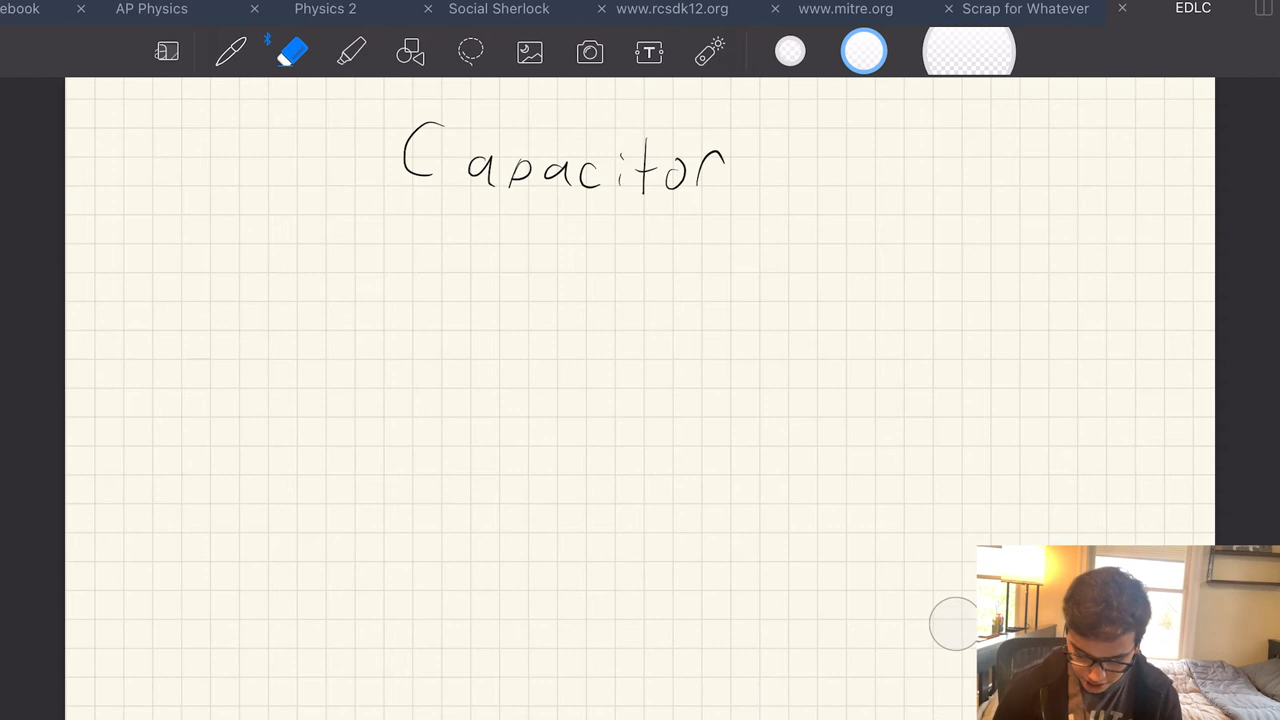 ebook × AP Physics × Physics 2 × Social Sherlock × www.rcsdk12.org × www.mitre.org × Scrap for Whatever × EDLC
T
Capacitor